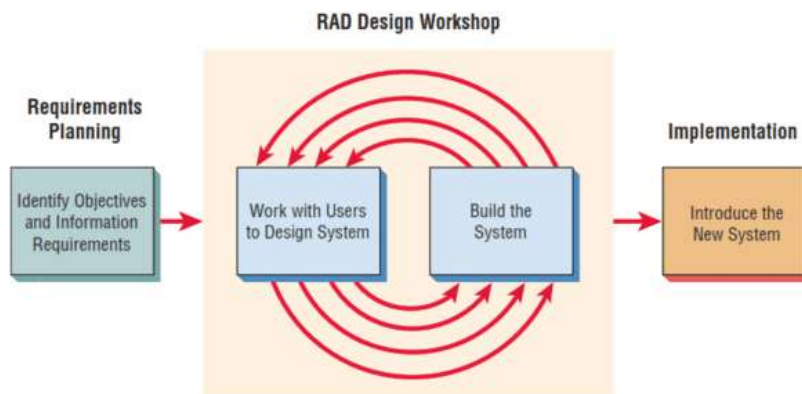 RAD Design Workshop
Requirements
Planning
Identify Objectives
and Information
Requirements
Work with Users
to Design System
Build the
System
Implementation
Introduce the
New System